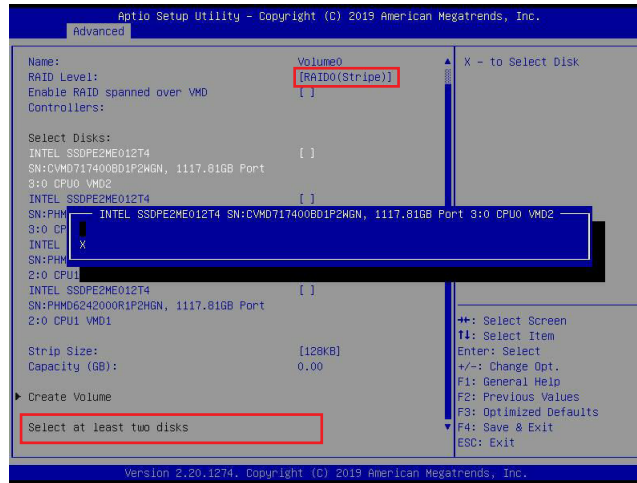 Aptio Setup Utility – Copyright (C) 2019 American Megatrends, Inc.
Advanced
Name: Volume0
RAID Level: [RAID0(Stripe)]
Enable RAID spanned over VMD [ ]
Controllers:
Select Disks:
INTEL SSDPE2ME012T4 [ ]
SN:CVMD717400BD1P2WGN, 1117.81GB Port
3:0 CPU0 VMD2
INTEL SSDPE2ME012T4 [ ]
SN:PHM
3:0 CP
INTEL
SN:PHM
2:0 CPU1
INTEL SSDPE2ME012T4 [ ]
SN:PHMD6242000R1P2HGN, 1117.81GB Port
2:0 CPU1 VMD1
Strip Size: [128KB]
Capacity (GB): 0.00
Create Volume
Select at least two disks
INTEL SSDPE2ME012T4 SN:CVMD717400BD1P2WGN, 1117.81GB Port 3:0 CPU0 VMD2
X
X – to Select Disk
→←: Select Screen
↑↓: Select Item
Enter: Select
+/-: Change Opt.
F1: General Help
F2: Previous Values
F3: Optimized Defaults
F4: Save & Exit
ESC: Exit
Version 2.20.1274. Copyright (C) 2019 American Megatrends, Inc.